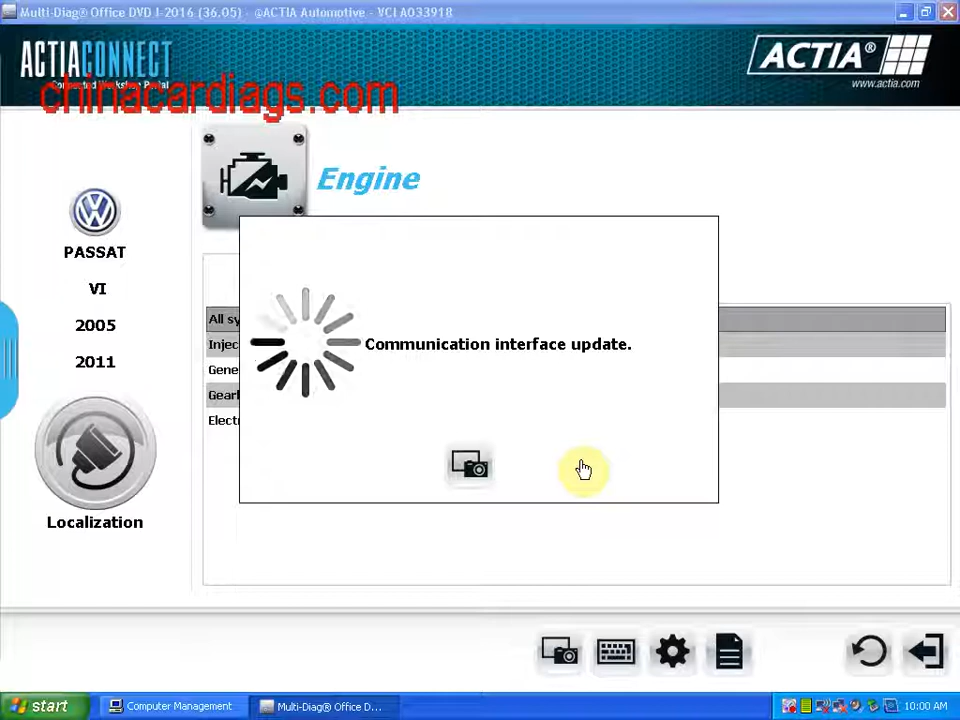 Multi-Diag® Office DVD I-2016 (36.05) - @ACTIA Automotive - VCI A033918
ACTIACONNECT
ACTIA®
www.actia.com
chinacardiags.com
Engine
PASSAT
VI
2005
2011
Localization
All sy
Injec
Gene
Gearl
Electr
Communication interface update.
start
Computer Management
Multi-Diag® Office D...
10:00 AM